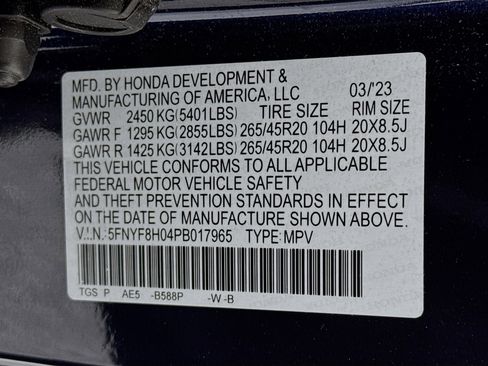 MFD. BY HONDA DEVELOPMENT &
MANUFACTURING OF AMERICA, LLC 03/'23
GVWR 2450 KG(5401LBS) TIRE SIZE RIM SIZE
GAWR F 1295 KG(2855LBS) 265/45R20 104H 20X8.5J
GAWR R 1425 KG(3142LBS) 265/45R20 104H 20X8.5J
THIS VEHICLE CONFORMS TO ALL APPLICABLE
FEDERAL MOTOR VEHICLE SAFETY
AND THEFT PREVENTION STANDARDS IN EFFECT
ON THE DATE OF MANUFACTURE SHOWN ABOVE.
V.I.N.: 5FNYF8H04PB017965 TYPE: MPV
TGS P AE5 -B588P -W -B